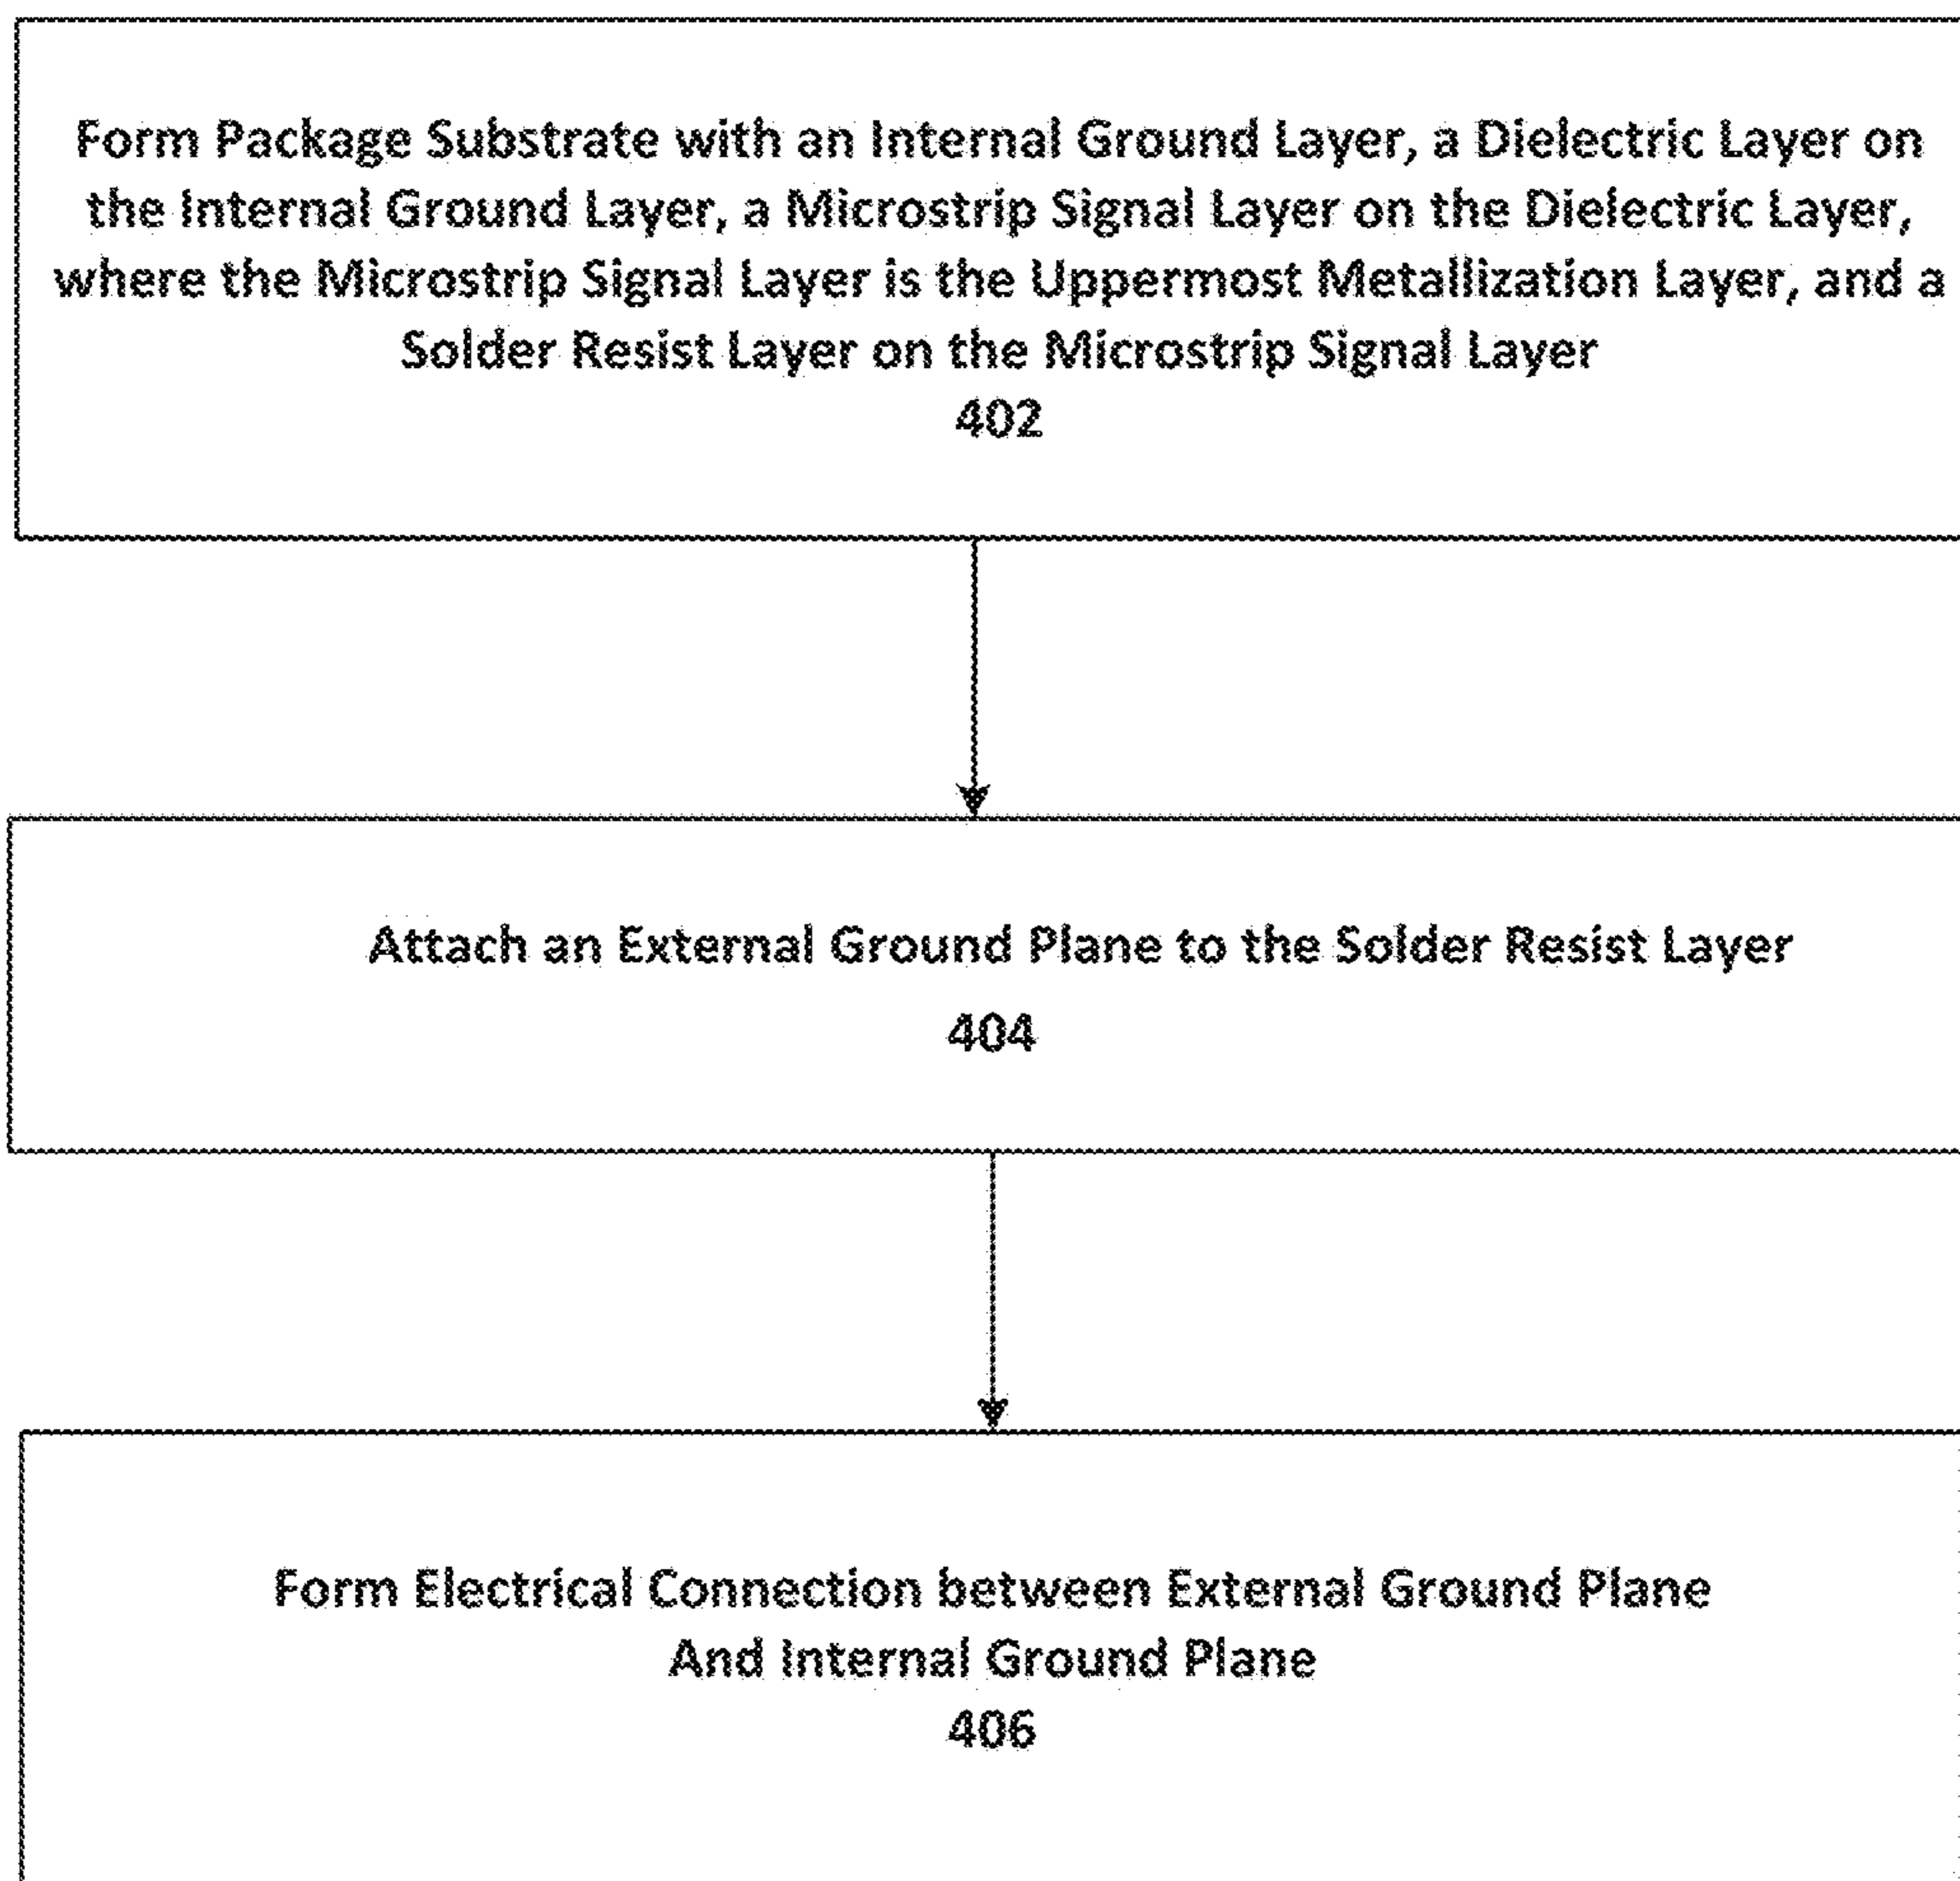 Form Package Substrate with an Internal Ground Layer, a Dielectric Layer on
the Internal Ground Layer, a Microstrip Signal Layer on the Dielectric Layer,
where the Microstrip Signal Layer is the Uppermost Metallization Layer, and a
Solder Resist Layer on the Microstrip Signal Layer
402
Attach an External Ground Plane to the Solder Resist Layer
404
Form Electrical Connection between External Ground Plane
And Internal Ground Plane
406